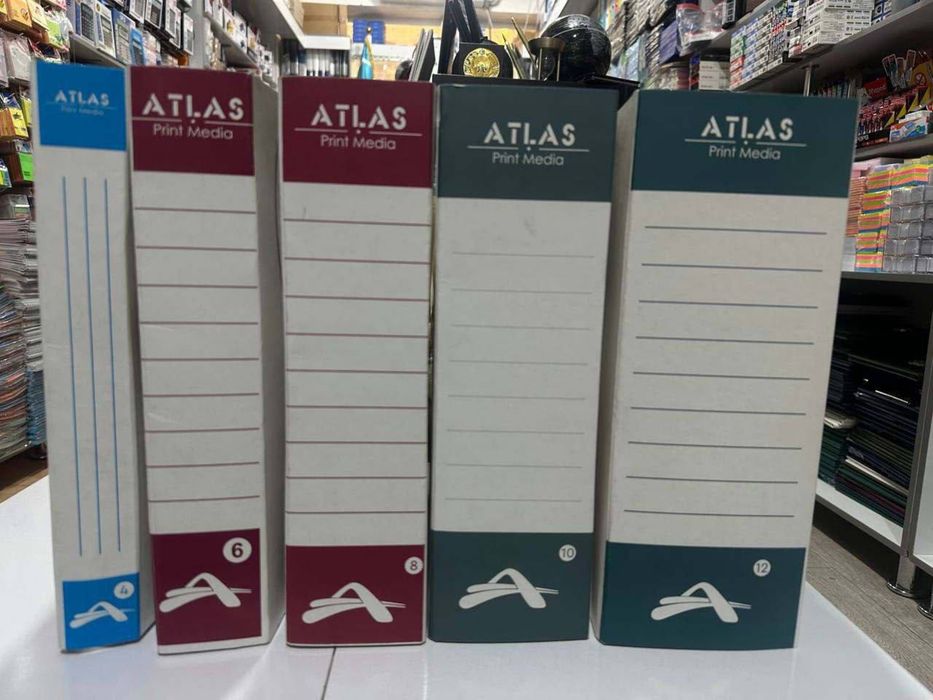 ATLAS
Print Media
4
ATLAS
Print Media
6
ATLAS
Print Media
8
ATLAS
Print Media
10
ATLAS
Print Media
12